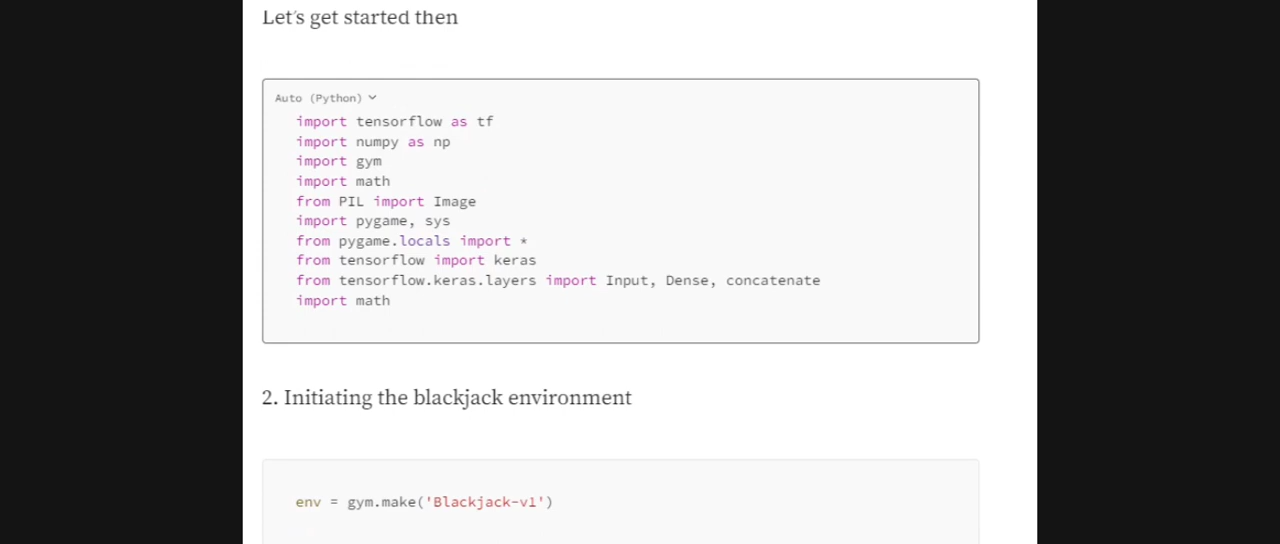 Let's get started then
Auto (Python)
import tensorflow as tf
import numpy as np
import gym
import math
from PIL import Image
import pygame, sys
from pygame.locals import *
from tensorflow import keras
from tensorflow.keras.layers import Input, Dense, concatenate
import math
2. Initiating the blackjack environment
env = gym.make('Blackjack-v1')